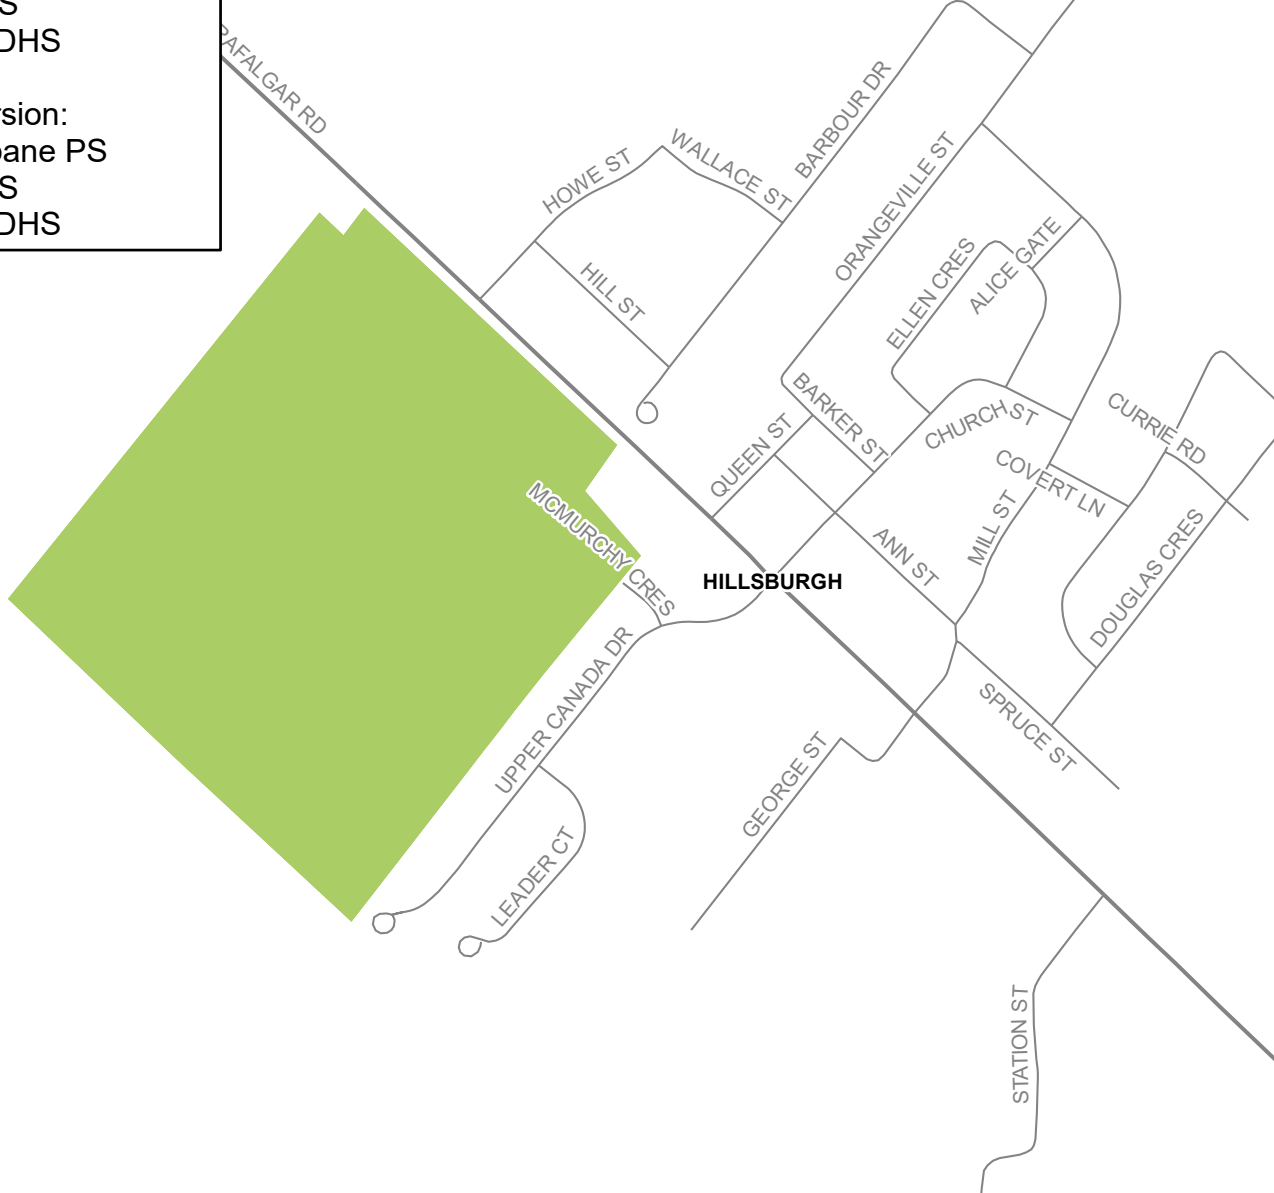 S
DHS
rsion:
bane PS
S
DHS
RAFALGAR RD
HOWE ST
WALLACE ST
BARBOUR DR
HILL ST
ORANGEVILLE ST
ELLEN CRES
ALICE GATE
BARKER ST
QUEEN ST
CHURCH ST
CURRIE RD
COVERT LN
MCMURCHY CRES
MILL ST
ANN ST
DOUGLAS CRES
HILLSBURGH
UPPER CANADA DR
SPRUCE ST
GEORGE ST
LEADER CT
STATION ST